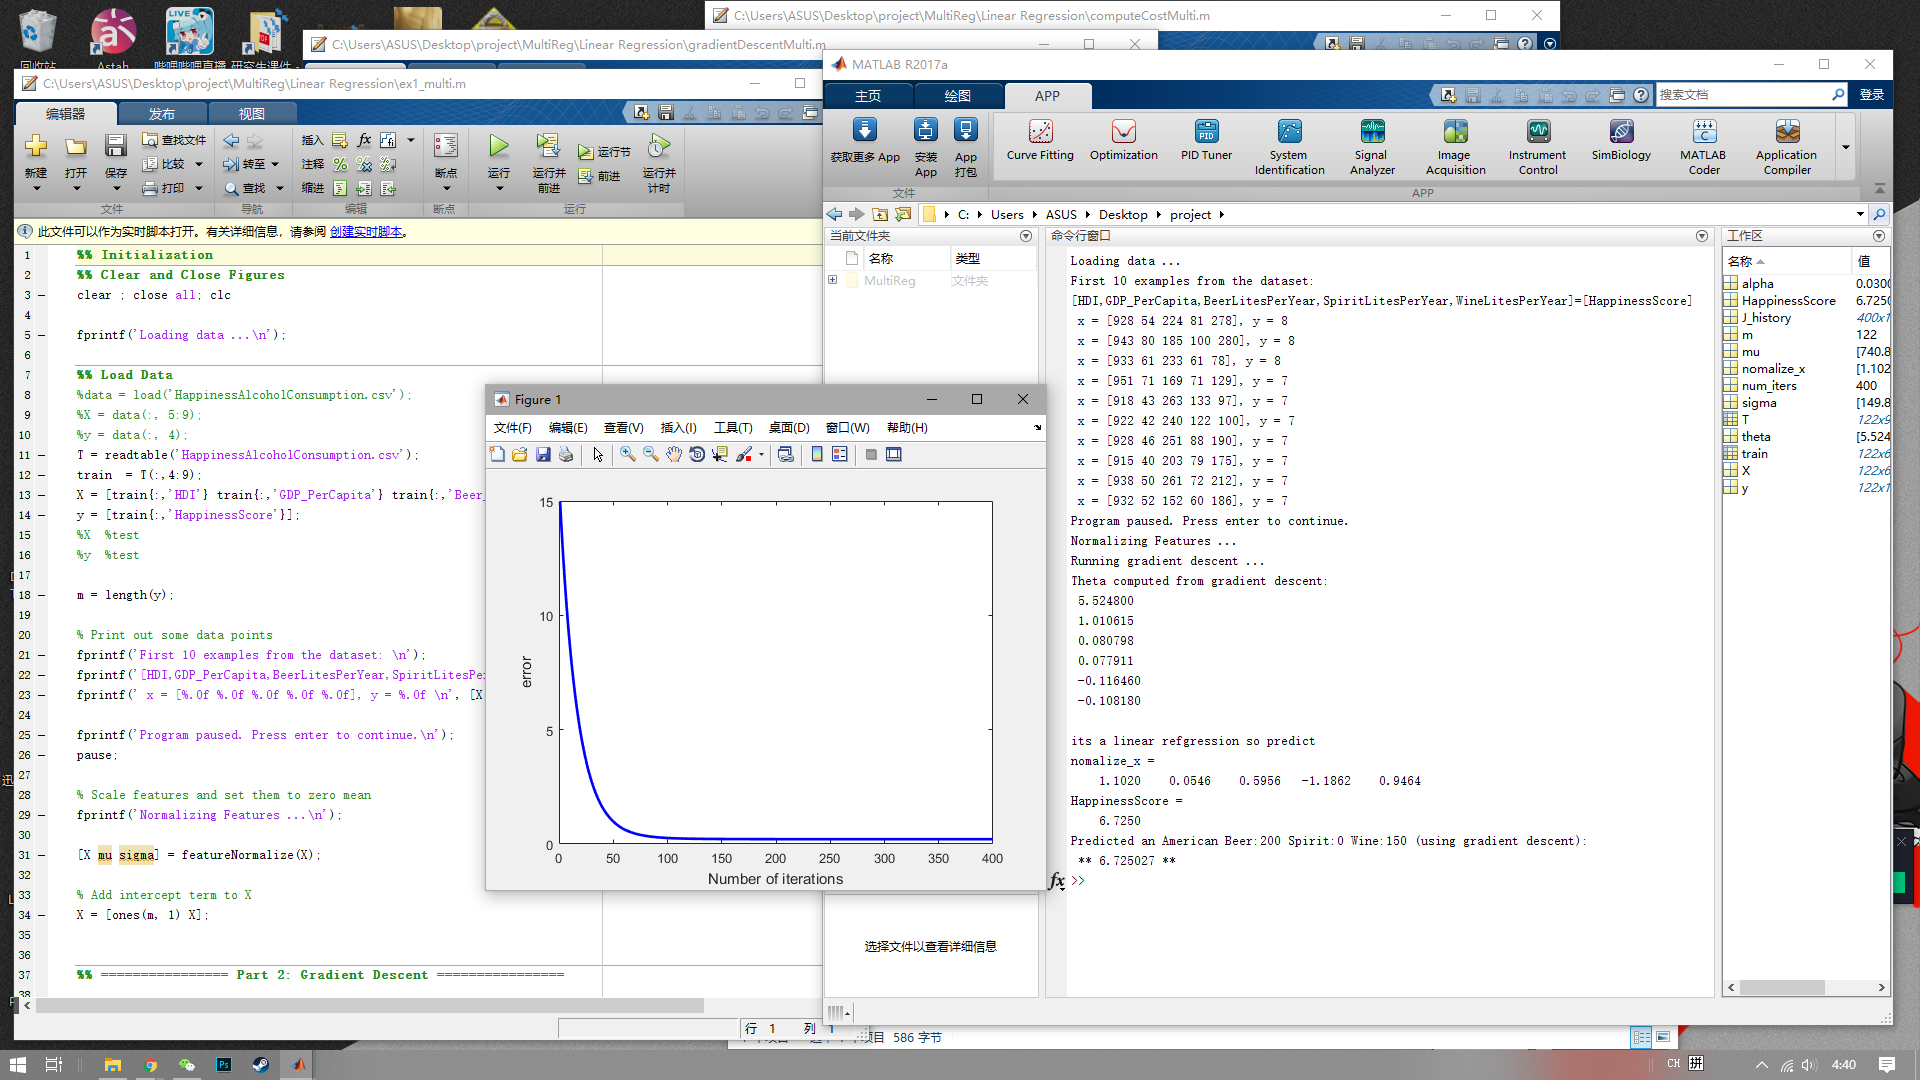 C:\Users\ASUS\Desktop\project\MultiReg\Linear Regression\computeCostMulti.m
C:\Users\ASUS\Desktop\project\MultiReg\Linear Regression\gradientDescentMulti.m
回收站
Astah
哔哩哔哩直播
研究生课件
LIVE
C:\Users\ASUS\Desktop\project\MultiReg\Linear Regression\ex1_multi.m
编辑器 发布 视图
新建 打开 保存
查找文件
比较
打印
文件
转至
查找
导航
插入
注释
缩进
编辑
断点
断点
运行 运行并前进 运行节 前进 运行并计时
运行
此文件可以作为实时脚本打开。有关详细信息，请参阅 创建实时脚本。
1 %% Initialization
2 %% Clear and Close Figures
3 – clear ; close all; clc
4
5 – fprintf('Loading data ...\n');
6
7 %% Load Data
8 %data = load('HappinessAlcoholConsumption.csv');
9 %X = data(:, 5:9);
10 %y = data(:, 4);
11 – T = readtable('HappinessAlcoholConsumption.csv');
12 – train = T(:,4:9);
13 – X = [train{:,'HDI'} train{:,'GDP_PerCapita'} train{:,'Beer_
14 – y = [train{:,'HappinessScore'}];
15 %X %test
16 %y %test
17
18 – m = length(y);
19
20 % Print out some data points
21 – fprintf('First 10 examples from the dataset: \n');
22 – fprintf('[HDI,GDP_PerCapita,BeerLitesPerYear,SpiritLitesPe
23 – fprintf(' x = [%.0f %.0f %.0f %.0f %.0f], y = %.0f \n', [X
24
25 – fprintf('Program paused. Press enter to continue.\n');
26 – pause;
27
28 % Scale features and set them to zero mean
29 – fprintf('Normalizing Features ...\n');
30
31 – [X mu sigma] = featureNormalize(X);
32
33 % Add intercept term to X
34 – X = [ones(m, 1) X];
35
36
37 %% ================ Part 2: Gradient Descent ================
38
行 1 列 1
Figure 1
文件(F) 编辑(E) 查看(V) 插入(I) 工具(T) 桌面(D) 窗口(W) 帮助(H)
15
10
5
0
error
0 50 100 150 200 250 300 350 400
Number of iterations
MATLAB R2017a
主页 绘图 APP
搜索文档
登录
获取更多 App
安装 App
App 打包
文件
Curve Fitting
Optimization
PID Tuner
System Identification
Signal Analyzer
Image Acquisition
Instrument Control
SimBiology
MATLAB Coder
Application Compiler
APP
C: Users ASUS Desktop project
当前文件夹
名称 类型
MultiReg 文件夹
选择文件以查看详细信息
命令行窗口
Loading data ...
First 10 examples from the dataset:
[HDI,GDP_PerCapita,BeerLitesPerYear,SpiritLitesPerYear,WineLitesPerYear]=[HappinessScore]
x = [928 54 224 81 278], y = 8
x = [943 80 185 100 280], y = 8
x = [933 61 233 61 78], y = 8
x = [951 71 169 71 129], y = 7
x = [918 43 263 133 97], y = 7
x = [922 42 240 122 100], y = 7
x = [928 46 251 88 190], y = 7
x = [915 40 203 79 175], y = 7
x = [938 50 261 72 212], y = 7
x = [932 52 152 60 186], y = 7
Program paused. Press enter to continue.
Normalizing Features ...
Running gradient descent ...
Theta computed from gradient descent:
5.524800
1.010615
0.080798
0.077911
-0.116460
-0.108180
its a linear refgression so predict
nomalize_x =
1.1020 0.0546 0.5956 -1.1862 0.9464
HappinessScore =
6.7250
Predicted an American Beer:200 Spirit:0 Wine:150 (using gradient descent):
** 6.725027 **
fx >>
工作区
名称 值
alpha 0.0300
HappinessScore 6.7250
J_history 400x1
m 122
mu [740.8
nomalize_x [1.102
num_iters 400
sigma [149.8
T 122x9
theta [5.524
train 122x6
X 122x6
y 122x1
项目 586 字节
CH 拼
4:40